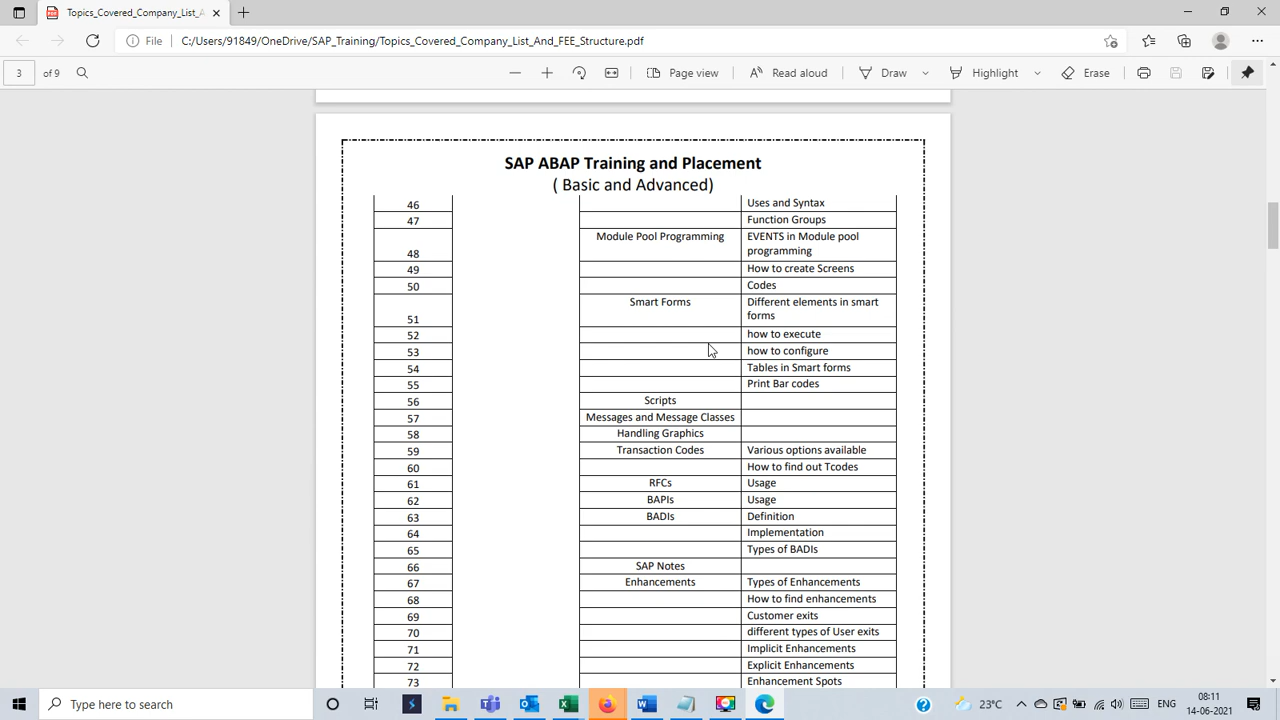 Topics_Covered_Company_List_A
File
C:/Users/91849/OneDrive/SAP_Training/Topics_Covered_Company_List_And_FEE_Structure.pdf
3 of 9
Page view
Read aloud
Draw
Highlight
Erase
SAP ABAP Training and Placement
( Basic and Advanced)
46 Uses and Syntax
47 Function Groups
48 Module Pool Programming EVENTS in Module pool
programming
49 How to create Screens
50 Codes
51 Smart Forms Different elements in smart
forms
52 how to execute
53 how to configure
54 Tables in Smart forms
55 Print Bar codes
56 Scripts
57 Messages and Message Classes
58 Handling Graphics
59 Transaction Codes Various options available
60 How to find out Tcodes
61 RFCs Usage
62 BAPIs Usage
63 BADIs Definition
64 Implementation
65 Types of BADIs
66 SAP Notes
67 Enhancements Types of Enhancements
68 How to find enhancements
69 Customer exits
70 different types of User exits
71 Implicit Enhancements
72 Explicit Enhancements
73 Enhancement Spots
Type here to search
23°C
ENG
08:11
14-06-2021